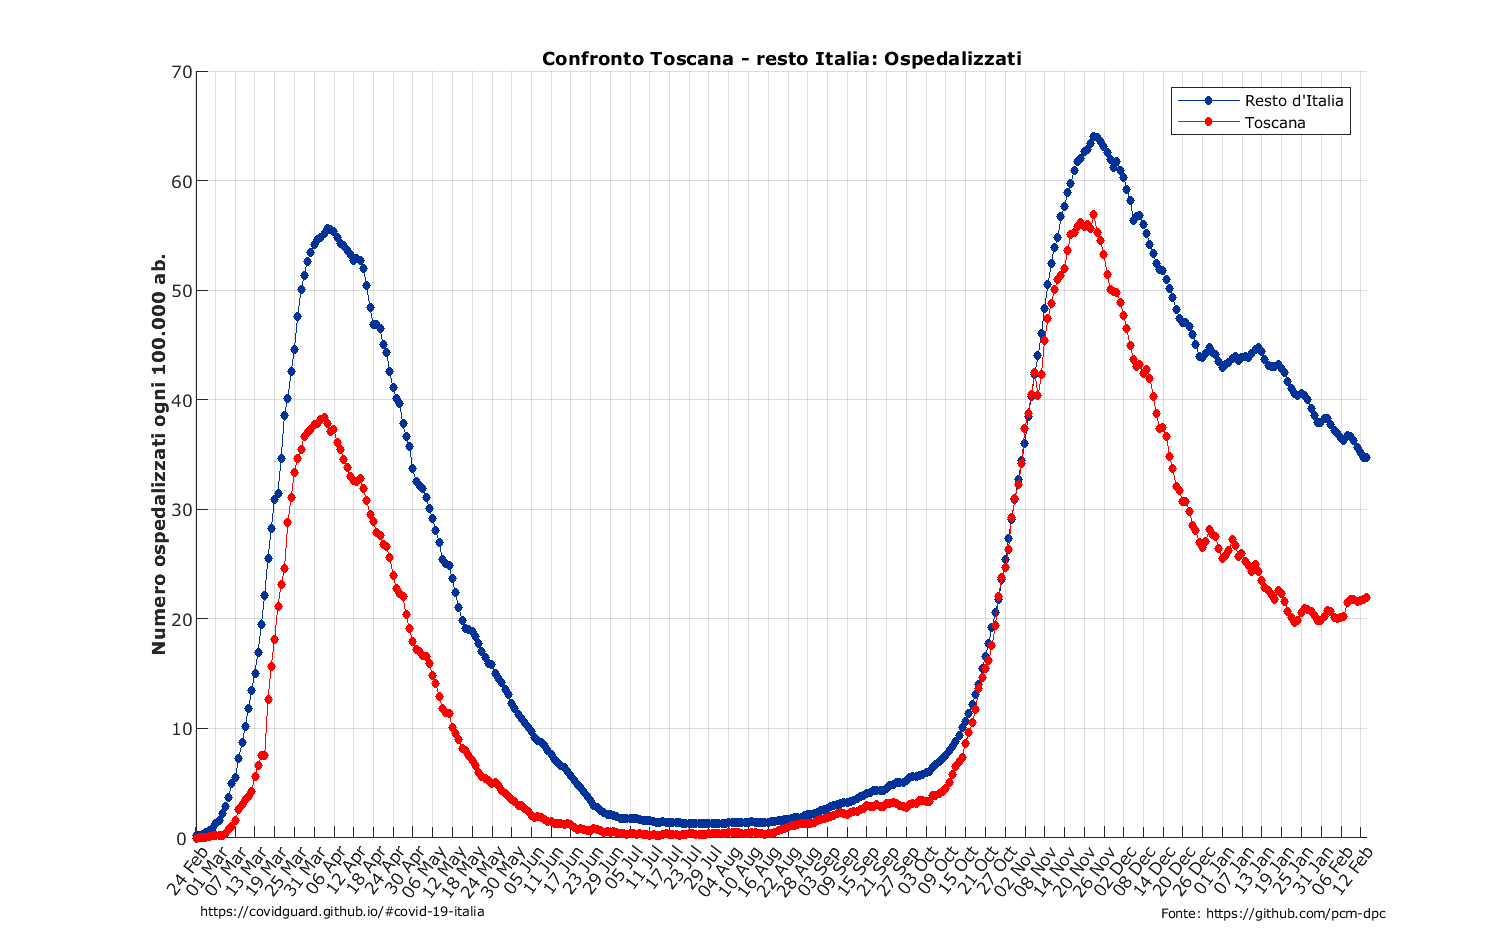 Confronto Toscana - resto Italia: Ospedalizzati
Numero ospedalizzati ogni 100.000 ab.
70
60
50
40
30
20
10
0
Resto d'Italia
Toscana
24 Feb
01 Mar
07 Mar
13 Mar
19 Mar
25 Mar
31 Mar
06 Apr
12 Apr
18 Apr
24 Apr
30 Apr
06 May
12 May
18 May
24 May
30 May
05 Jun
11 Jun
17 Jun
23 Jun
29 Jun
05 Jul
11 Jul
17 Jul
23 Jul
29 Jul
04 Aug
10 Aug
16 Aug
22 Aug
28 Aug
03 Sep
09 Sep
15 Sep
21 Sep
27 Sep
03 Oct
09 Oct
15 Oct
21 Oct
27 Oct
02 Nov
08 Nov
14 Nov
20 Nov
26 Nov
02 Dec
08 Dec
14 Dec
20 Dec
26 Dec
01 Jan
07 Jan
13 Jan
19 Jan
25 Jan
31 Jan
06 Feb
12 Feb
https://covidguard.github.io/#covid-19-italia
Fonte: https://github.com/pcm-dpc